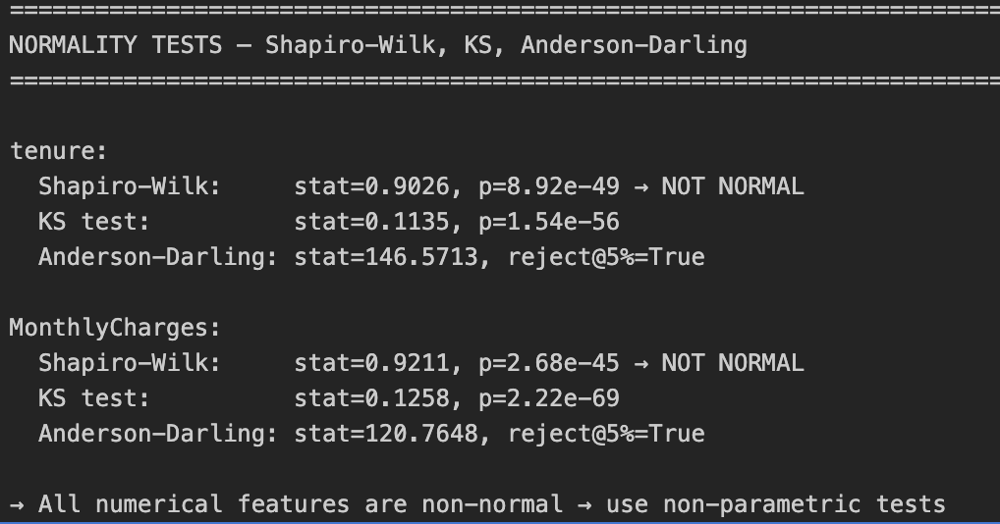 ======================================================================
NORMALITY TESTS — Shapiro-Wilk, KS, Anderson-Darling
======================================================================
tenure:
  Shapiro-Wilk:     stat=0.9026, p=8.92e-49 → NOT NORMAL
  KS test:          stat=0.1135, p=1.54e-56
  Anderson-Darling: stat=146.5713, reject@5%=True
MonthlyCharges:
  Shapiro-Wilk:     stat=0.9211, p=2.68e-45 → NOT NORMAL
  KS test:          stat=0.1258, p=2.22e-69
  Anderson-Darling: stat=120.7648, reject@5%=True
→ All numerical features are non-normal → use non-parametric tests